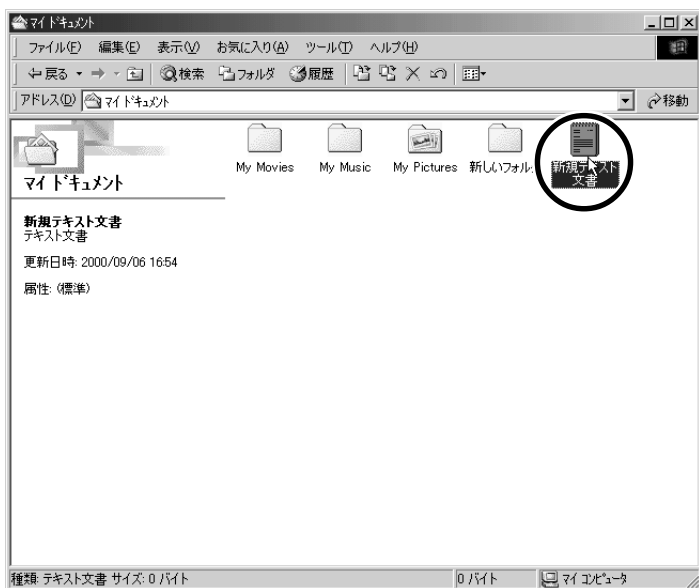 マイ ドキュメント
ファイル(F) 編集(E) 表示(V) お気に入り(A) ツール(T) ヘルプ(H)
戻る 検索 フォルダ 履歴
アドレス(D) マイ ドキュメント 移動
My Movies My Music My Pictures 新しいフォル 新規テキスト
文書
マイ ドキュメント
新規テキスト文書
テキスト文書
更新日時: 2000/09/06 16:54
属性: (標準)
種類: テキスト文書 サイズ: 0 バイト 0 バイト マイ コンピュータ